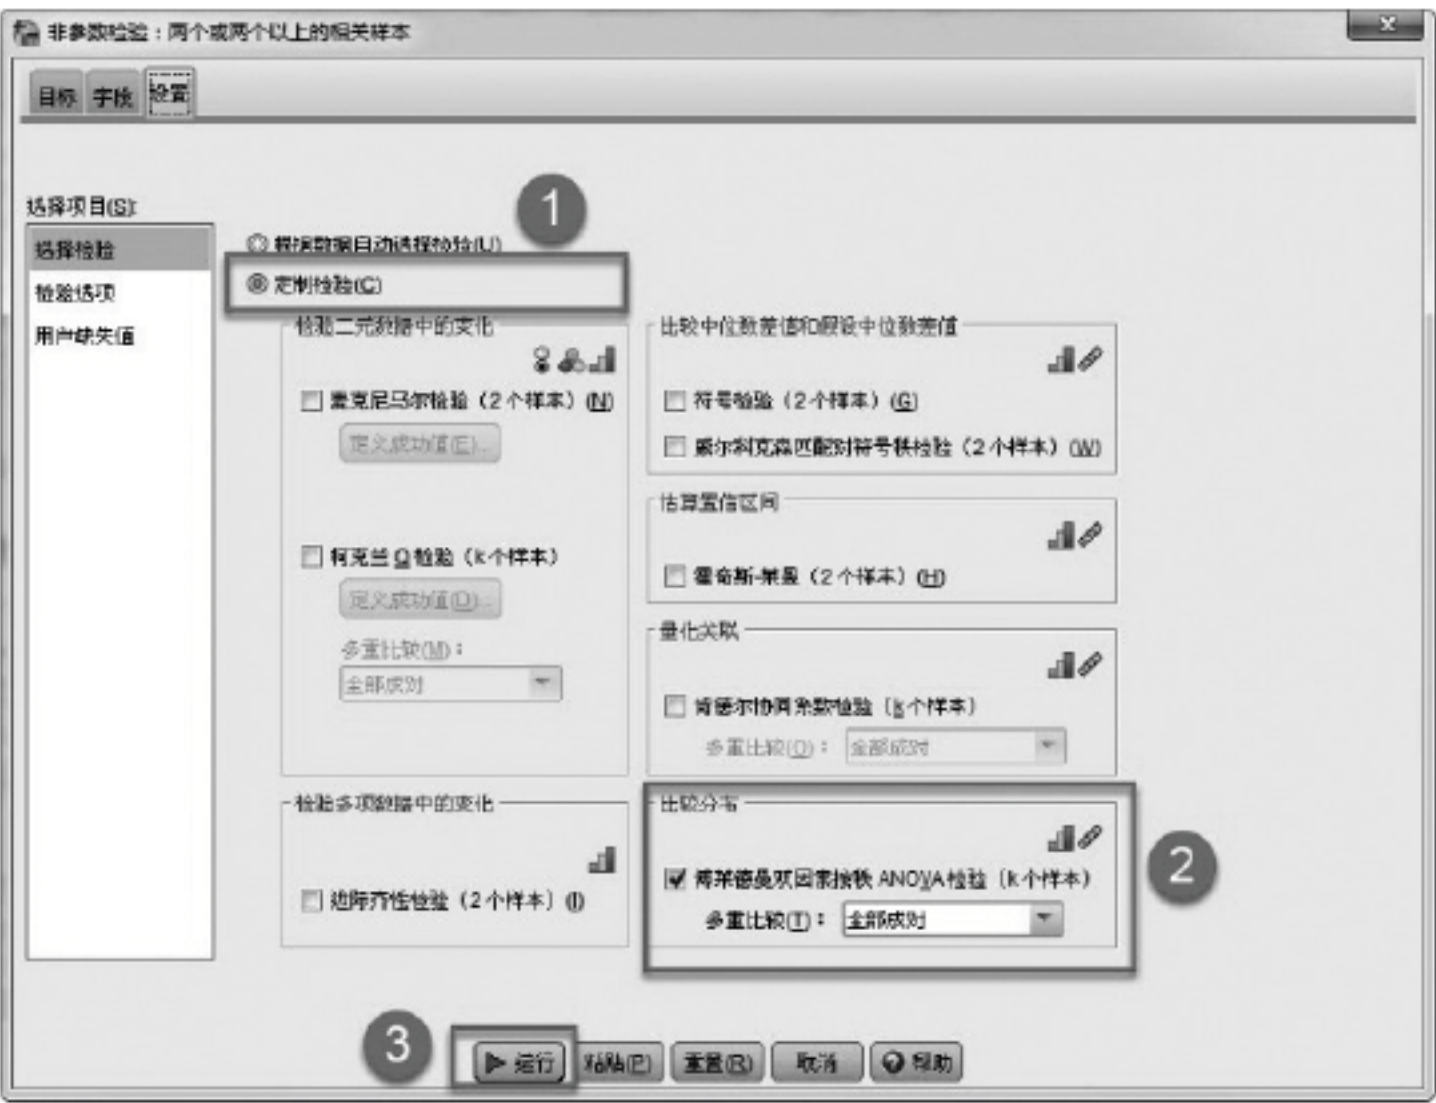 非参数检验：两个或两个以上的相关样本
目标 字段 设置
选择项目(S):
选择检验
检验选项
用户缺失值
1
根据数据自动选择检验(U)
定制检验(C)
检验二元数据中的变化
麦克尼马尔检验（2个样本）(N)
定义成功值(E)...
柯克兰 Q 检验（k个样本）
定义成功值(D)...
多重比较(M)：
全部成对
检验多项数据中的变化
边际齐性检验（2个样本）(I)
比较中位数差值和假设中位数差值
符号检验（2个样本）(G)
威尔科克森匹配对符号秩检验（2个样本）(W)
估算置信区间
霍奇斯-莱曼（2个样本）(H)
量化关联
肯德尔协同系数检验（k个样本）
多重比较(O)： 全部成对
比较分布
傅莱德曼双因素按秩 ANOVA 检验（k个样本）
多重比较(T)： 全部成对
2
3
运行 粘贴(P) 重置(R) 取消 帮助